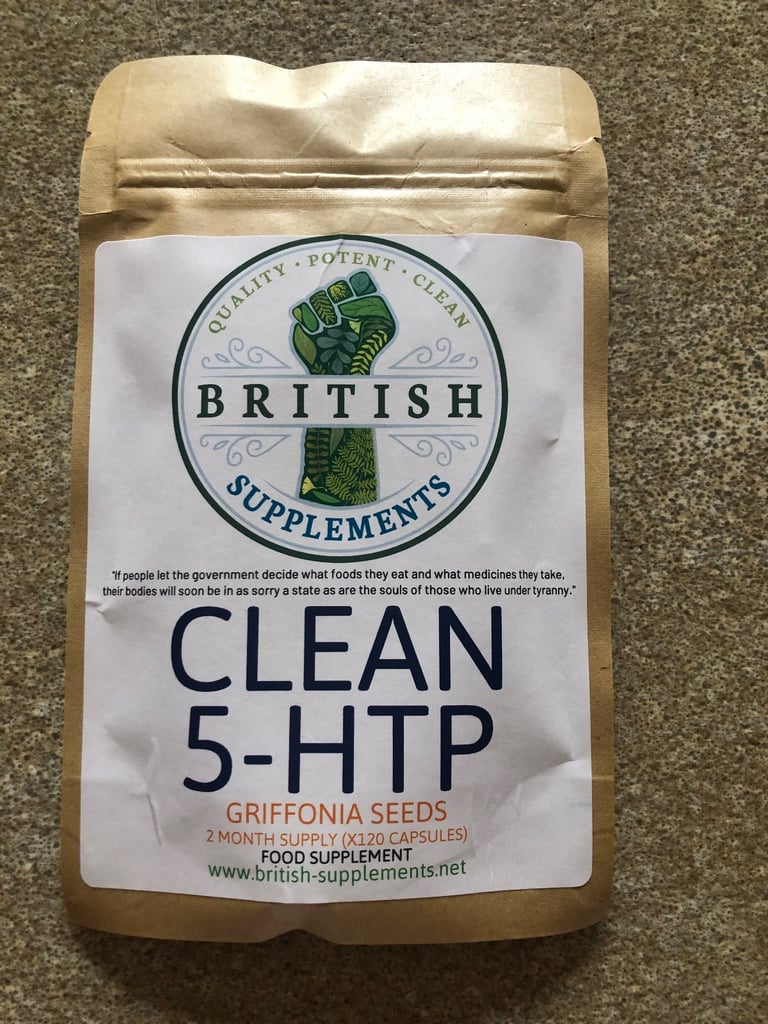 QUALITY · POTENT · CLEAN
BRITISH
SUPPLEMENTS
"If people let the government decide what foods they eat and what medicines they take,
their bodies will soon be in as sorry a state as are the souls of those who live under tyranny."
CLEAN
5-HTP
GRIFFONIA SEEDS
2 MONTH SUPPLY (X120 CAPSULES)
FOOD SUPPLEMENT
www.british-supplements.net